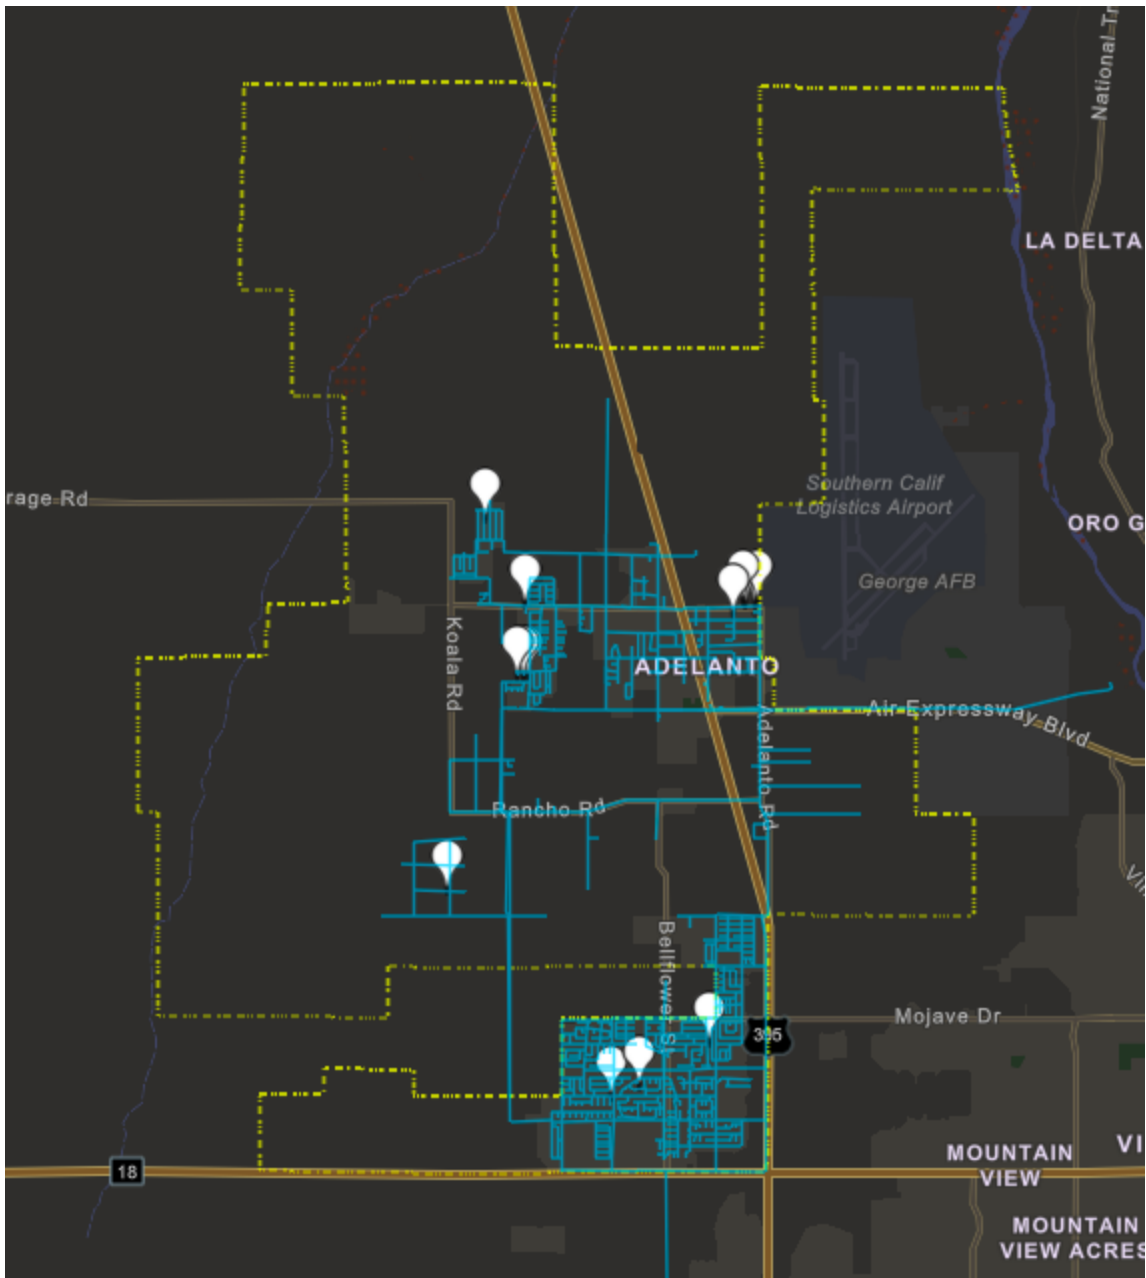 National Tr
LA DELTA
rage Rd
Southern Calif
Logistics Airport
ORO G
George AFB
Koala Rd
ADELANTO
Air Expressway Blvd
Adelanto Rd
Rancho Rd
Vil
Bellflower St
Mojave Dr
395
18
MOUNTAIN
VIEW
VI
MOUNTAIN
VIEW ACRES